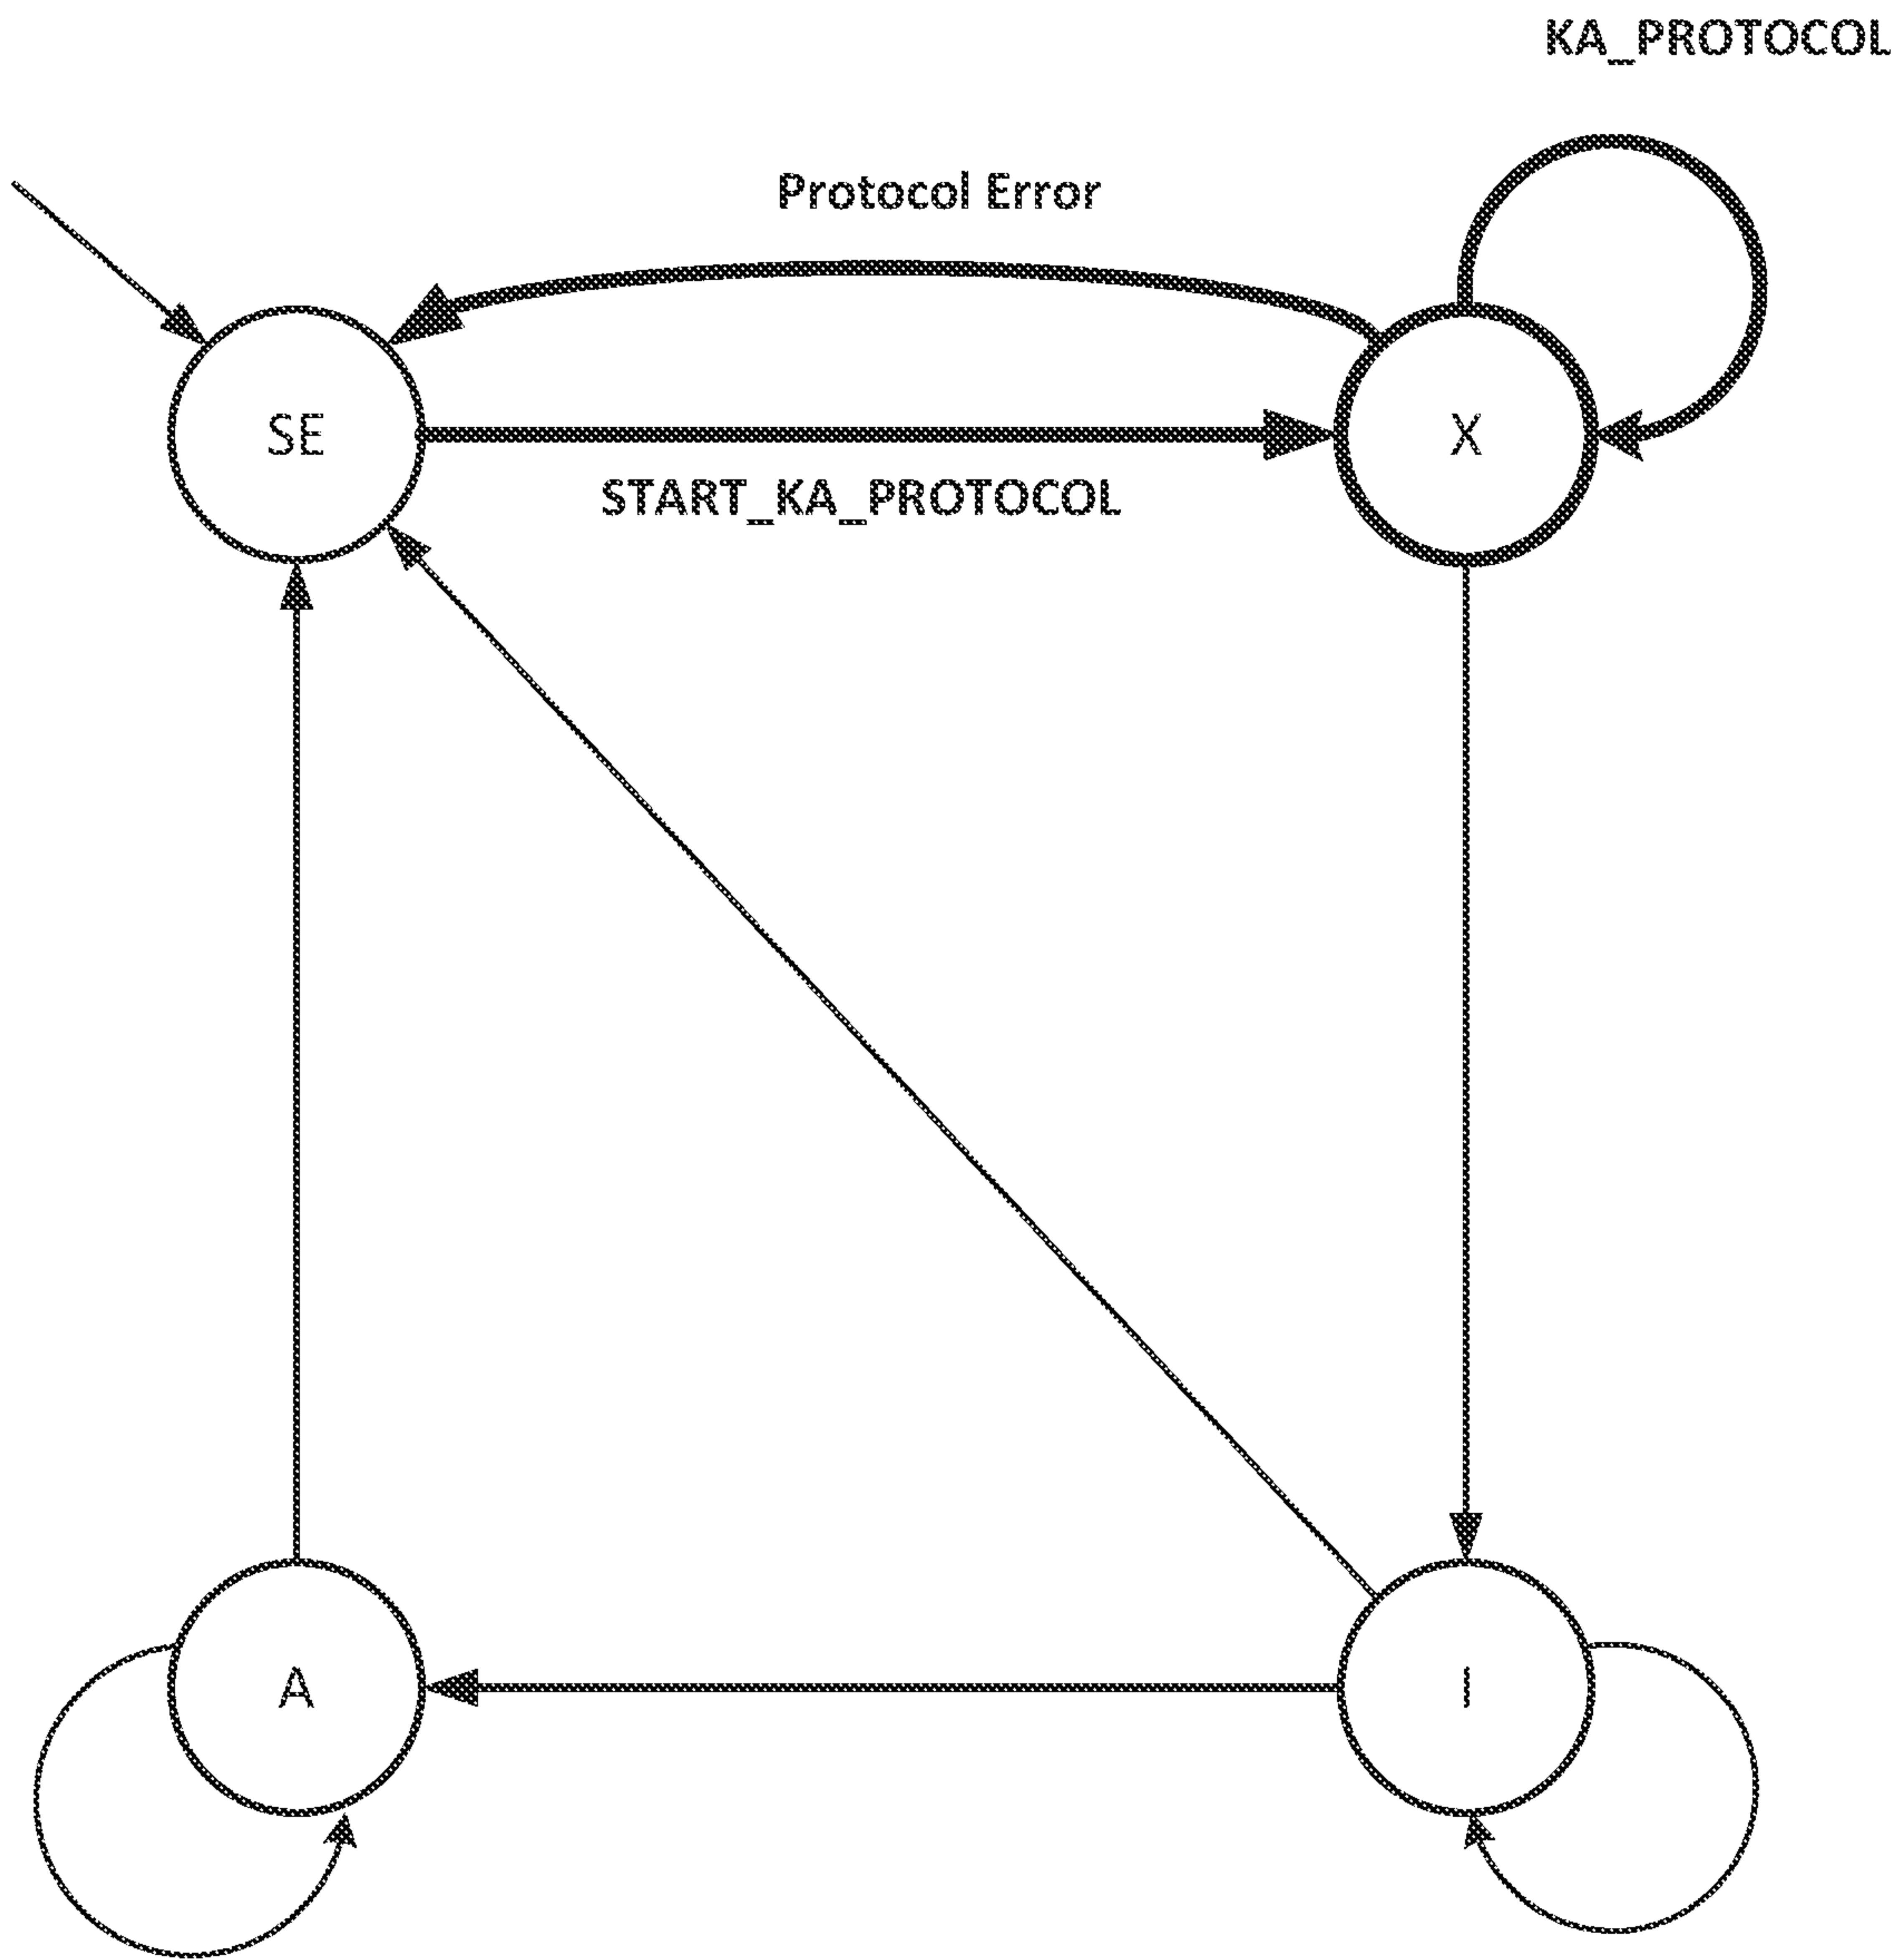 KA_PROTOCOL
Protocol Error
SE
X
START_KA_PROTOCOL
A
I